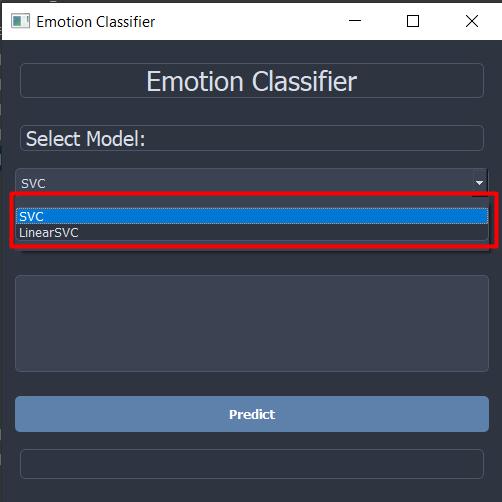 Emotion Classifier
Emotion Classifier
Select Model:
SVC
SVC
LinearSVC
Predict